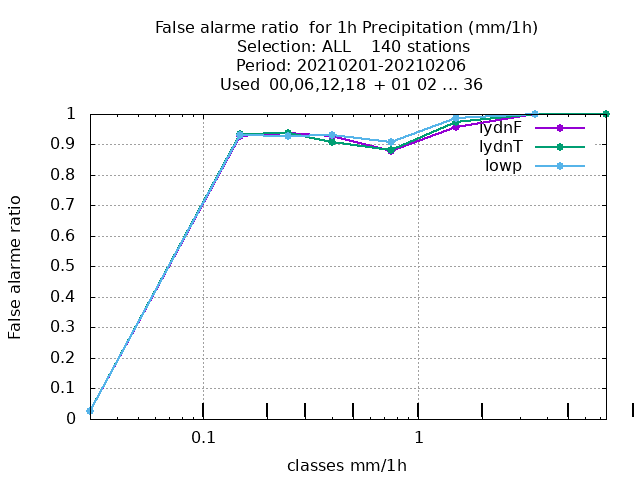 False alarme ratio  for 1h Precipitation (mm/1h)
Selection: ALL    140 stations
Period: 20210201-20210206
Used  00,06,12,18  + 01 02 ... 36
1
0.9
0.8
0.7
0.6
0.5
0.4
0.3
0.2
0.1
0
False alarme ratio
lydnF
lydnT
lowp
0.1
1
classes mm/1h